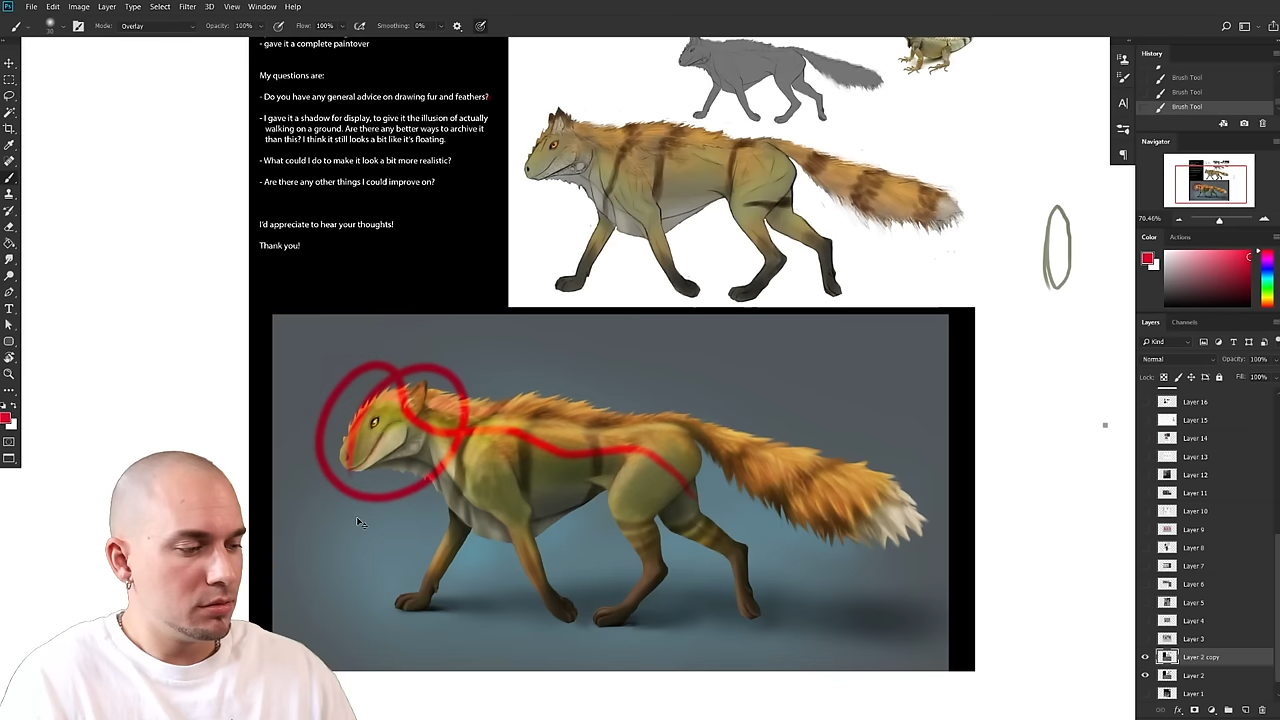 File Edit Image Layer Type Select Filter 3D View Window Help
30 Mode: Overlay Opacity: 100% Flow: 100% Smoothing: 0%
- gave it a complete paintover
My questions are:
- Do you have any general advice on drawing fur and feathers?
- I gave it a shadow for display, to give it the illusion of actually
walking on a ground. Are there any better ways to archive it
than this? I think it still looks a bit like it's floating.
- What could I do to make it look a bit more realistic?
- Are there any other things I could improve on?
I'd appreciate to hear your thoughts!
Thank you!
History
Brush Tool
Brush Tool
Brush Tool
Navigator
70.46%
Color Actions
Layers Channels
Kind
Normal Opacity: 100%
Lock: Fill: 100%
Layer 16
Layer 15
Layer 14
Layer 13
Layer 12
Layer 11
Layer 10
Layer 9
Layer 8
Layer 7
Layer 6
Layer 5
Layer 4
Layer 3
Layer 2 copy
Layer 2
Layer 1